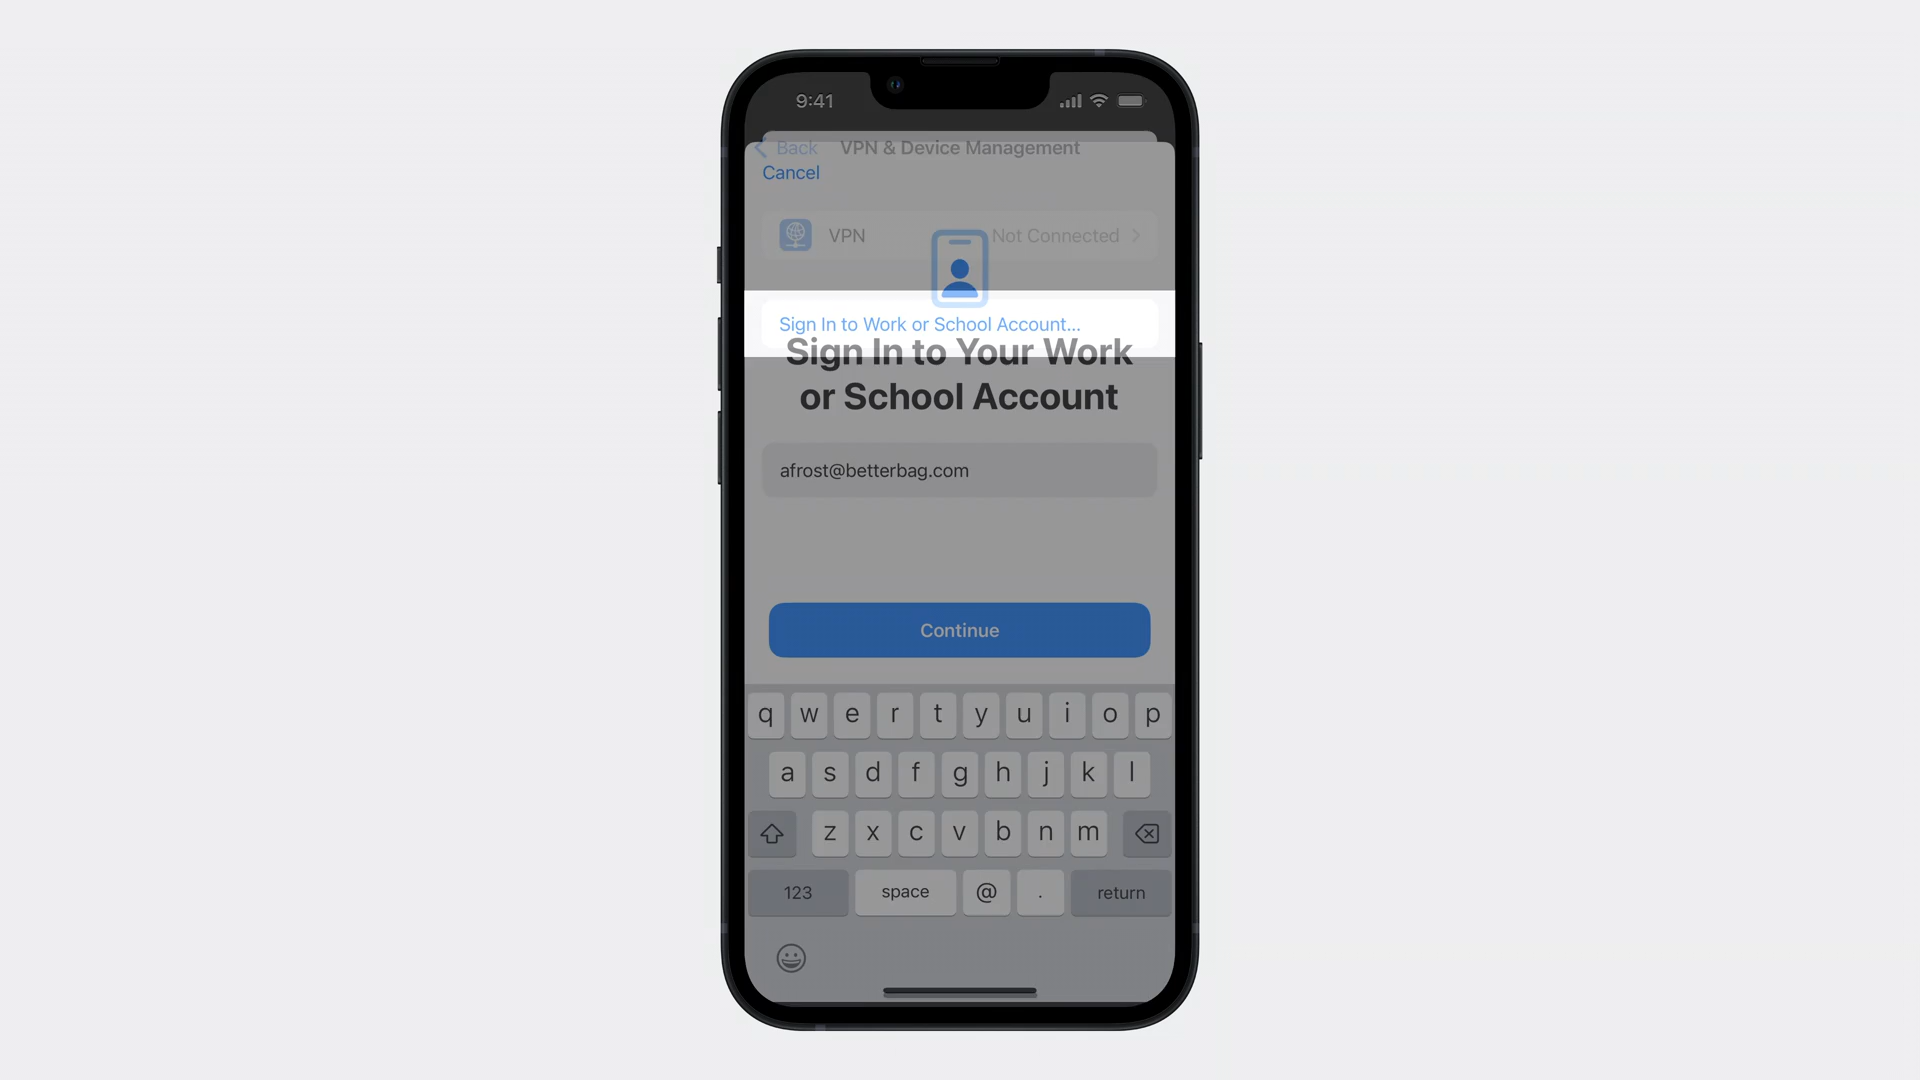 9:41
Back VPN & Device Management
Cancel
VPN Not Connected
Sign In to Work or School Account...
Sign In to Your Work
or School Account
afrost@betterbag.com
Continue
q w e r t y u i o p
a s d f g h j k l
z x c v b n m
123 space @ . return